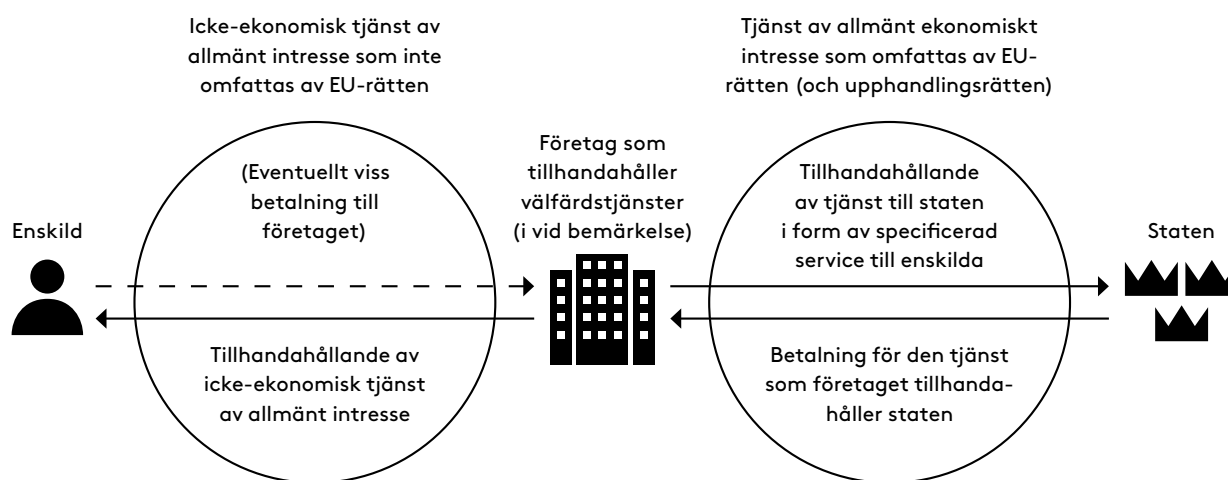 Icke-ekonomisk tjänst av
allmänt intresse som inte
omfattas av EU-rätten
Tjänst av allmänt ekonomiskt
intresse som omfattas av EU-
rätten (och upphandlingsrätten)
Enskild
(Eventuellt viss
betalning till
företaget)
Företag som
tillhandahåller
välfärdstjänster
(i vid bemärkelse)
Tillhandahållande
av tjänst till staten
i form av specificerad
service till enskilda
Staten
Tillhandahållande av
icke-ekonomisk tjänst
av allmänt intresse
Betalning för den tjänst
som företaget tillhanda-
håller staten